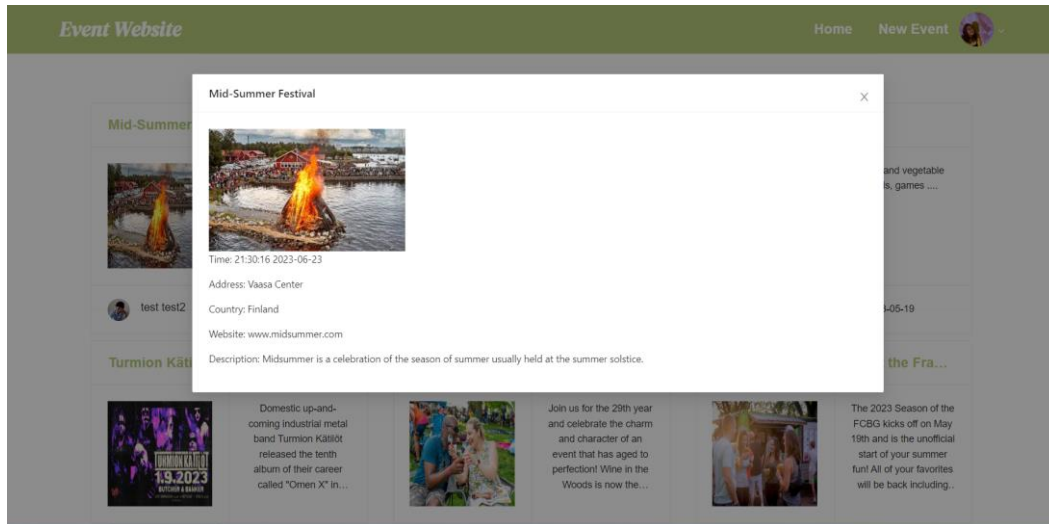 Event Website
Home New Event
Mid-Summer Festival
Mid-Summer
and vegetable
games ....
Time: 21:30:16 2023-06-23
Address: Vaasa Center
Country: Finland
test test2
-05-19
Website: www.midsummer.com
Description: Midsummer is a celebration of the season of summer usually held at the summer solstice.
Turmion Käti
the Fra...
Domestic up-and-
coming industrial metal
band Turmion Kätilöt
released the tenth
album of their career
called "Omen X" in...
TURMION KÄTILÖT
1.9.2023
Join us for the 29th year
and celebrate the charm
and character of an
event that has aged to
perfection! Wine in the
Woods is now the...
The 2023 Season of the
FCBG kicks off on May
19th and is the unofficial
start of your summer
fun! All of your favorites
will be back including..